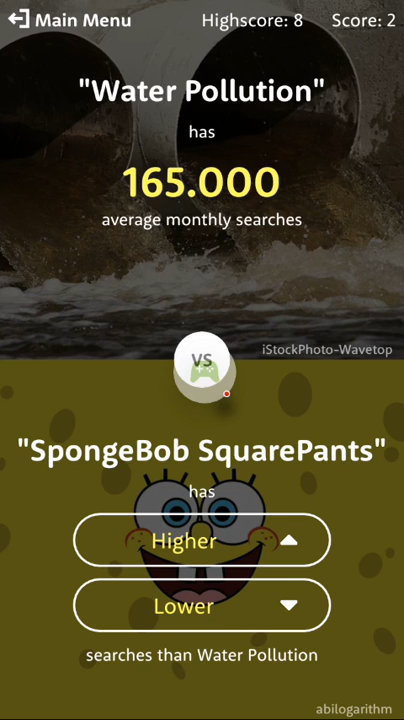 Main Menu
Highscore: 8
Score: 2
"Water Pollution"
has
165.000
average monthly searches
iStockPhoto-Wavetop
VS
"SpongeBob SquarePants"
has
Higher
Lower
searches than Water Pollution
abilogarithm